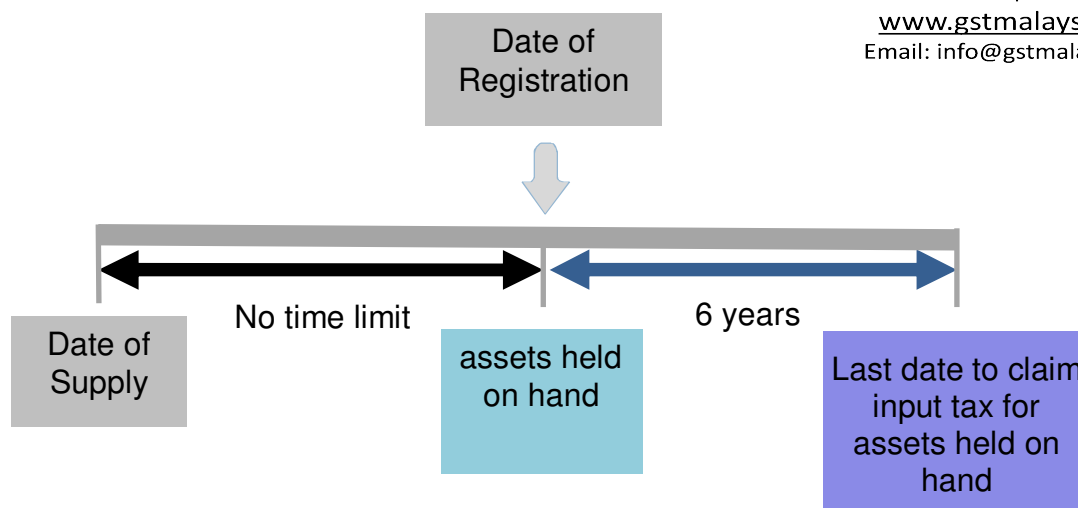 www.gstmalays
Email: info@gstmala
Date of
Registration
No time limit
6 years
Date of
Supply
assets held
on hand
Last date to claim
input tax for
assets held on
hand